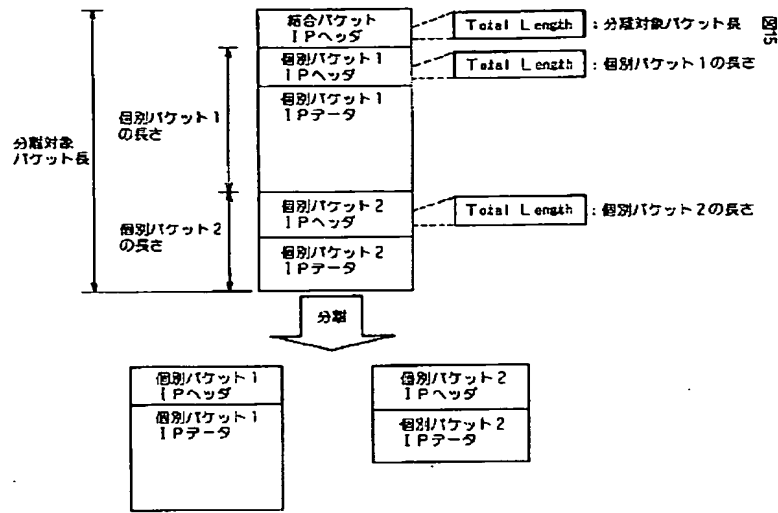 図15
結合パケット
IPヘッダ
Total Length
:分離対象パケット長
個別パケット1
IPヘッダ
Total Length
:個別パケット1の長さ
個別パケット1
IPデータ
個別パケット1
の長さ
分離対象
パケット長
個別パケット2
IPヘッダ
Total Length
:個別パケット2の長さ
個別パケット2
の長さ
個別パケット2
IPデータ
分離
個別パケット1
IPヘッダ
個別パケット1
IPデータ
個別パケット2
IPヘッダ
個別パケット2
IPデータ